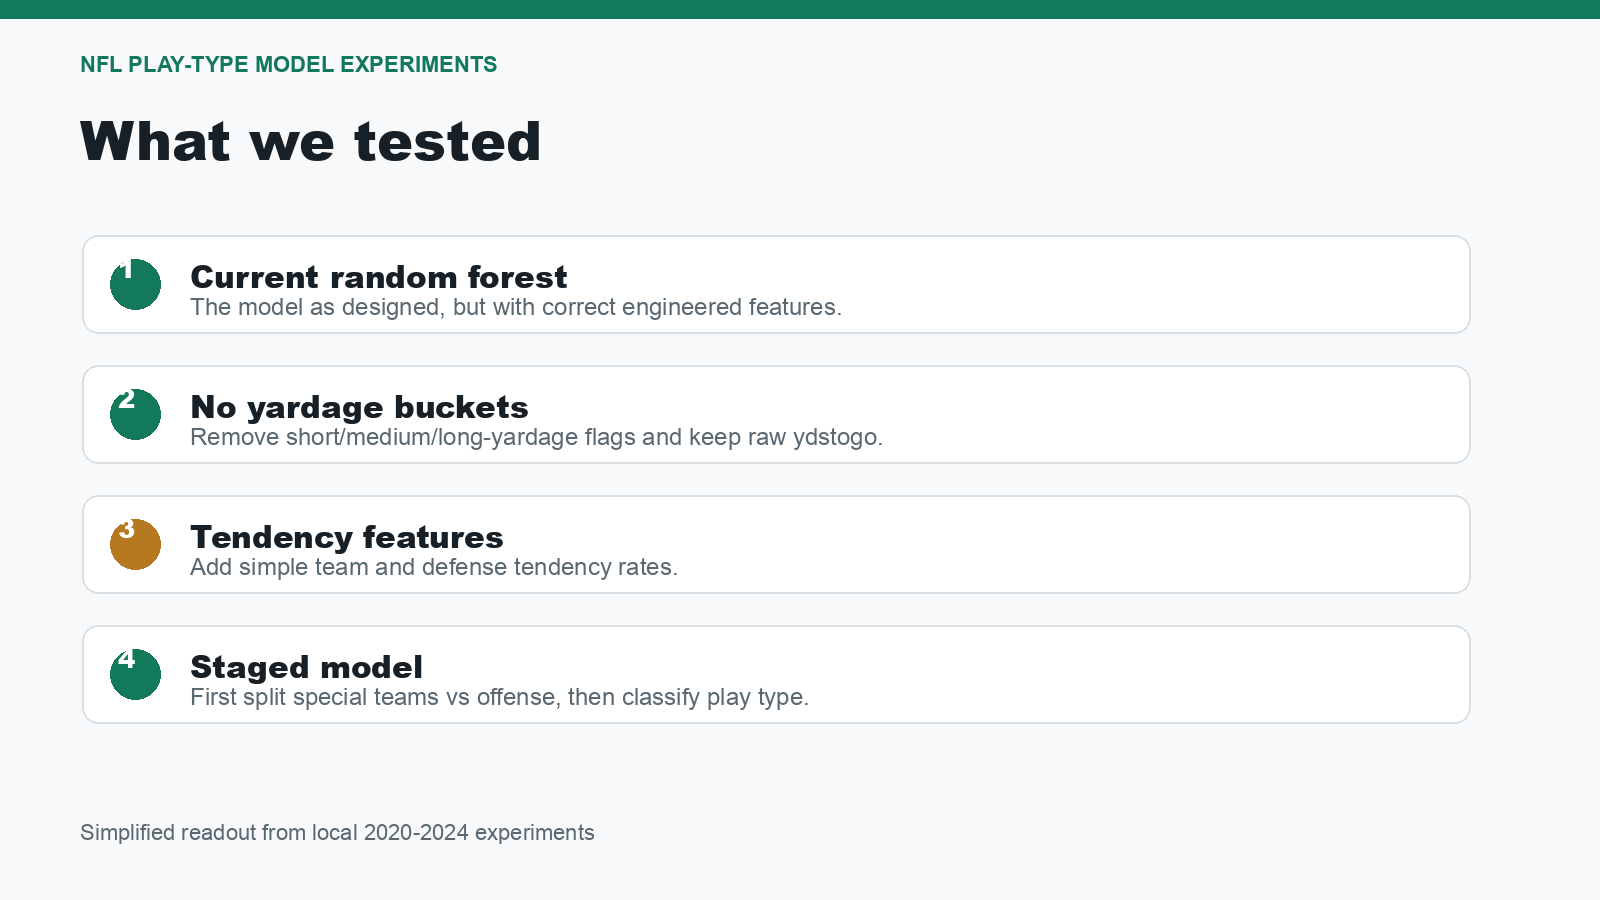 NFL PLAY-TYPE MODEL EXPERIMENTS
What we tested
1
Current random forest
The model as designed, but with correct engineered features.
2
No yardage buckets
Remove short/medium/long-yardage flags and keep raw ydstogo.
3
Tendency features
Add simple team and defense tendency rates.
4
Staged model
First split special teams vs offense, then classify play type.
Simplified readout from local 2020-2024 experiments